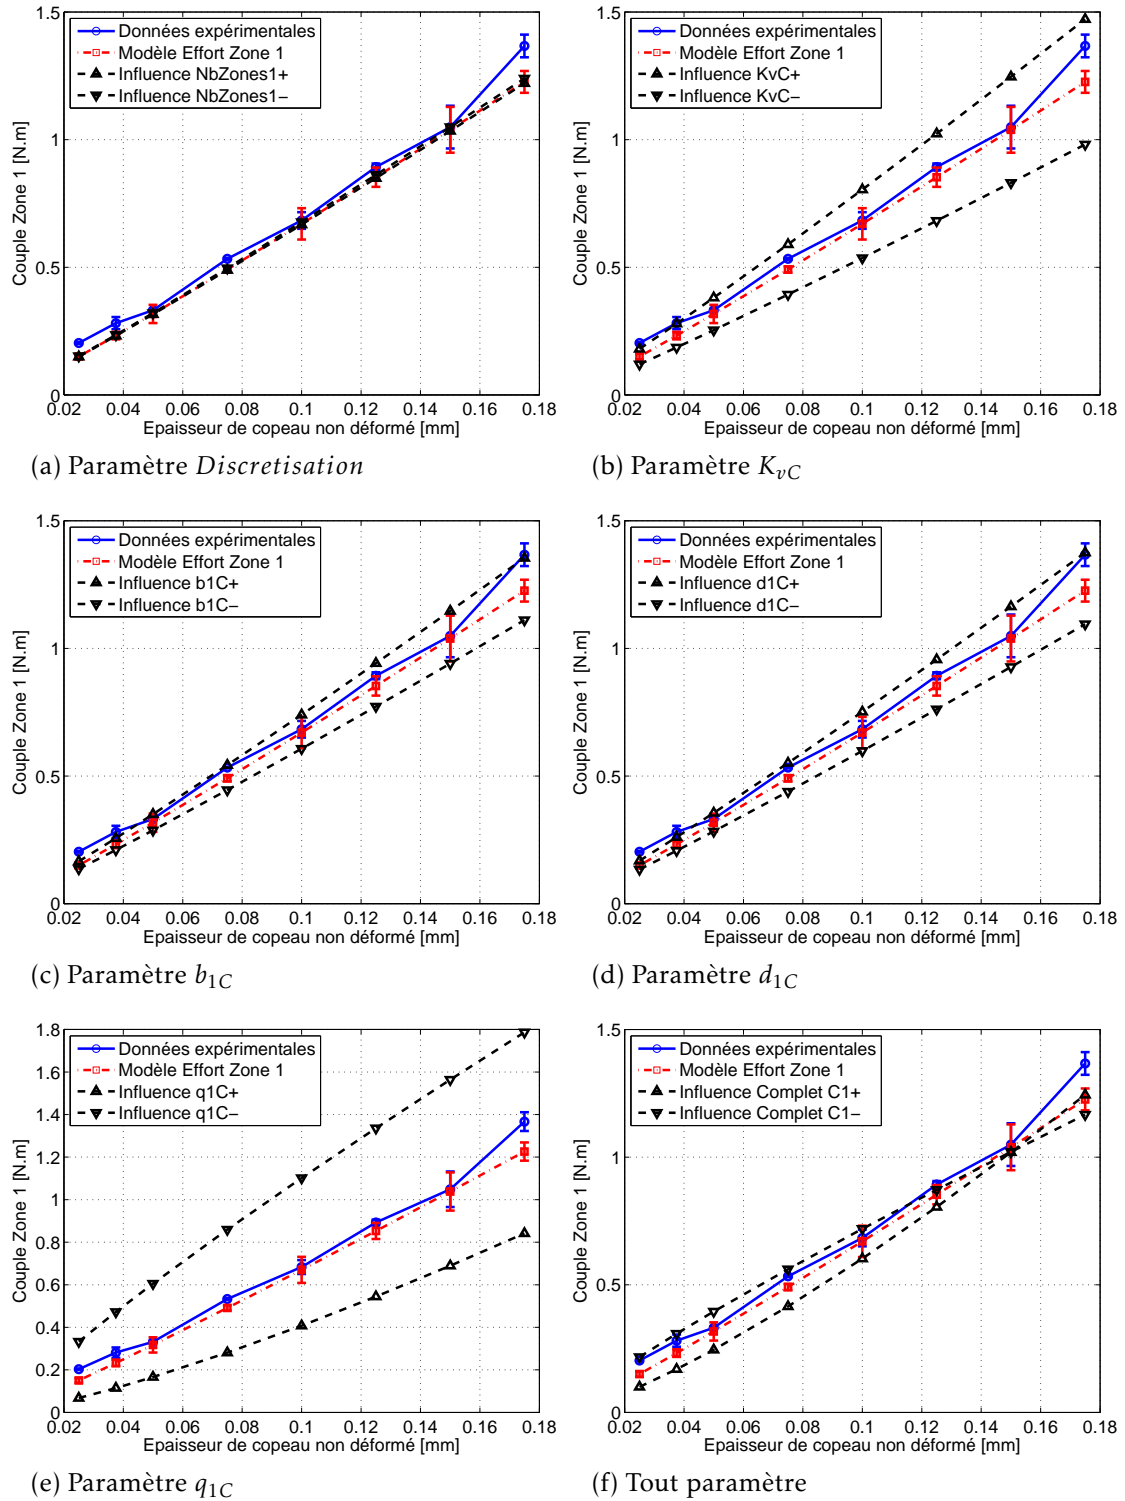 1.5
1
0.5
0
Couple Zone 1 [N.m]
Données expérimentales
Modèle Effort Zone 1
Influence NbZones1+
Influence NbZones1−
0.02 0.04 0.06 0.08 0.1 0.12 0.14 0.16 0.18
Epaisseur de copeau non déformé [mm]
(a) Paramètre Discretisation
1.5
1
0.5
0
Couple Zone 1 [N.m]
Données expérimentales
Modèle Effort Zone 1
Influence KvC+
Influence KvC−
0.02 0.04 0.06 0.08 0.1 0.12 0.14 0.16 0.18
Epaisseur de copeau non déformé [mm]
(b) Paramètre KvC
1.5
1
0.5
0
Couple Zone 1 [N.m]
Données expérimentales
Modèle Effort Zone 1
Influence b1C+
Influence b1C−
0.02 0.04 0.06 0.08 0.1 0.12 0.14 0.16 0.18
Epaisseur de copeau non déformé [mm]
(c) Paramètre b1C
1.5
1
0.5
0
Couple Zone 1 [N.m]
Données expérimentales
Modèle Effort Zone 1
Influence d1C+
Influence d1C−
0.02 0.04 0.06 0.08 0.1 0.12 0.14 0.16 0.18
Epaisseur de copeau non déformé [mm]
(d) Paramètre d1C
1.8
1.6
1.4
1.2
1
0.8
0.6
0.4
0.2
0
Couple Zone 1 [N.m]
Données expérimentales
Modèle Effort Zone 1
Influence q1C+
Influence q1C−
0.02 0.04 0.06 0.08 0.1 0.12 0.14 0.16 0.18
Epaisseur de copeau non déformé [mm]
(e) Paramètre q1C
1.5
1
0.5
0
Couple Zone 1 [N.m]
Données expérimentales
Modèle Effort Zone 1
Influence Complet C1+
Influence Complet C1−
0.02 0.04 0.06 0.08 0.1 0.12 0.14 0.16 0.18
Epaisseur de copeau non déformé [mm]
(f) Tout paramètre